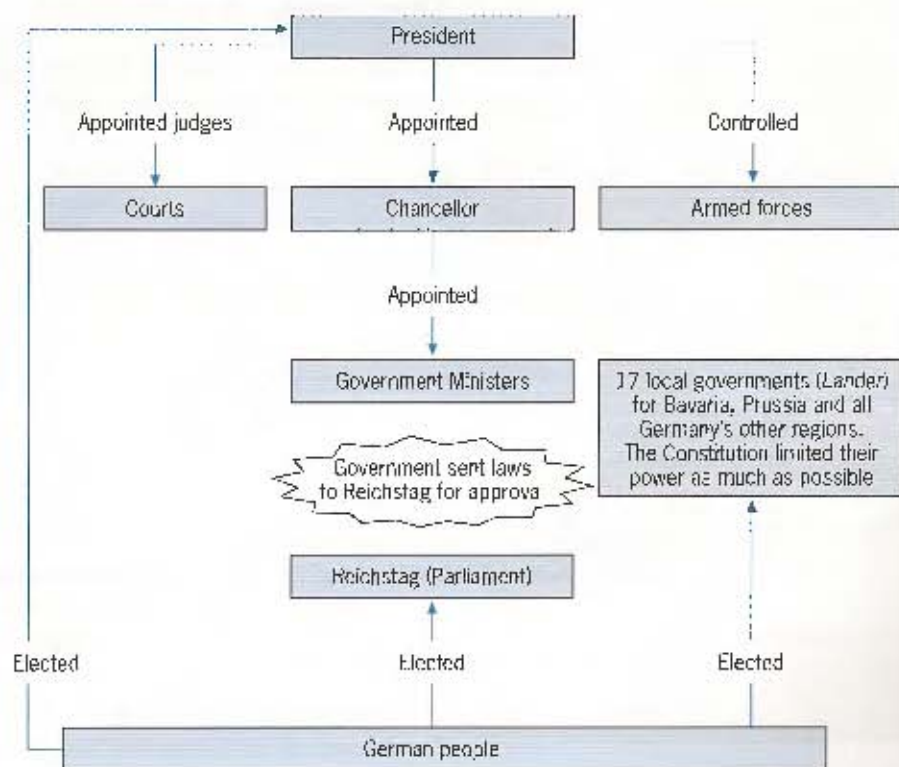 President
Appointed judges
Appointed
Controlled
Courts
Chancellor
Armed forces
Appointed
Government Ministers
17 local governments (Lander)
for Bavaria, Prussia and all
Germany's other regions.
The Constitution limited their
power as much as possible
Government sent laws
to Reichstag for approva
Reichstag (Parliament)
Elected
Elected
Elected
German people